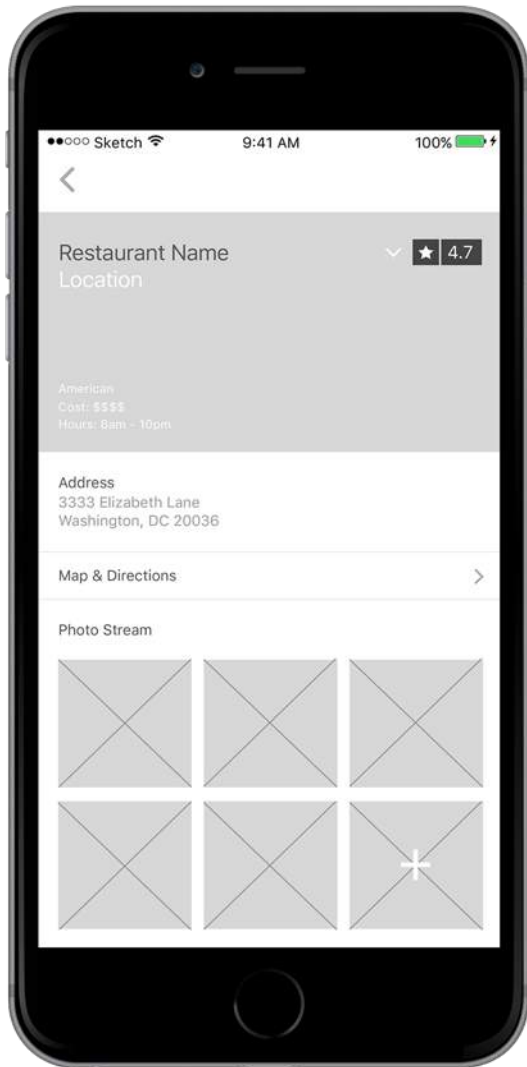 Sketch 9:41 AM 100%
Restaurant Name 4.7
Location
American
Cost: $$$$
Hours: 8am - 10pm
Address
3333 Elizabeth Lane
Washington, DC 20036
Map & Directions
Photo Stream